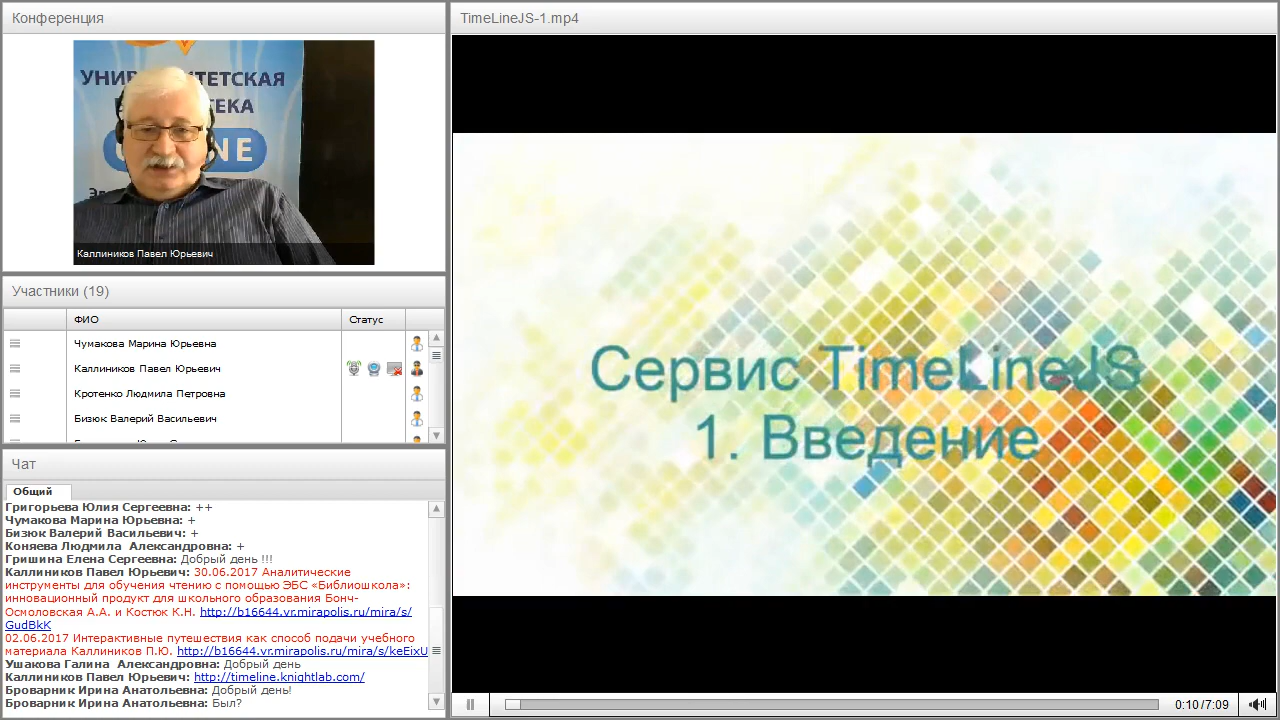 Конференция
УНИВ ИТЕТСКАЯ
ТЕКА
NE
Каллиников Павел Юрьевич
Участники (19)
ФИО
Статус
Чумакова Марина Юрьевна
Каллиников Павел Юрьевич
Кротенко Людмила Петровна
Бизюк Валерий Васильевич
Чат
Общий
Григорьева Юлия Сергеевна: ++
Чумакова Марина Юрьевна: +
Бизюк Валерий Васильевич: +
Коняева Людмила Александровна: +
Гришина Елена Сергеевна: Добрый день !!!
Каллиников Павел Юрьевич: 30.06.2017 Аналитические
инструменты для обучения чтению с помощью ЭБС «Библиошкола»:
инновационный продукт для школьного образования Бонч-
Осмоловская А.А. и Костюк К.Н. http://b16644.vr.mirapolis.ru/mira/s/
GudBkK
02.06.2017 Интерактивные путешествия как способ подачи учебного
материала Каллиников П.Ю. http://b16644.vr.mirapolis.ru/mira/s/keEixU
Ушакова Галина Александровна: Добрый день
Каллиников Павел Юрьевич: http://timeline.knightlab.com/
Броварник Ирина Анатольевна: Добрый день!
Броварник Ирина Анатольевна: Был?
TimeLineJS-1.mp4
Сервис TimeLineJS
1. Введение
0:10/7:09